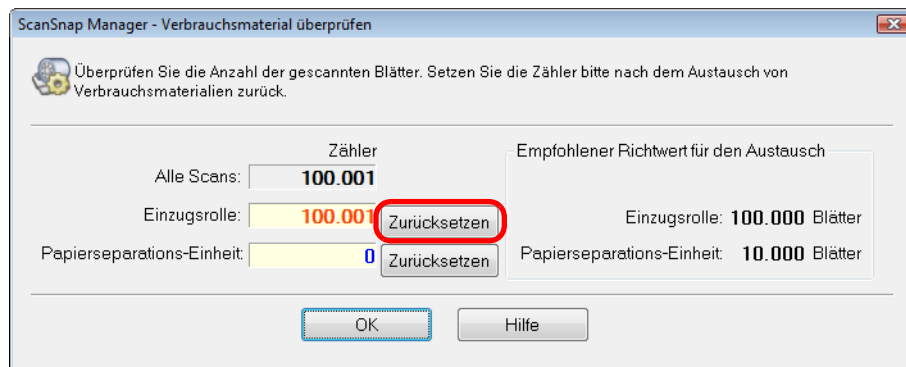 ScanSnap Manager - Verbrauchsmaterial überprüfen
Überprüfen Sie die Anzahl der gescannten Blätter. Setzen Sie die Zähler bitte nach dem Austausch von
Verbrauchsmaterialien zurück.
Zähler
Alle Scans: 100.001
Einzugsrolle: 100.001 Zurücksetzen
Papierseparations-Einheit: 0 Zurücksetzen
Empfohlener Richtwert für den Austausch
Einzugsrolle: 100.000 Blätter
Papierseparations-Einheit: 10.000 Blätter
OK Hilfe